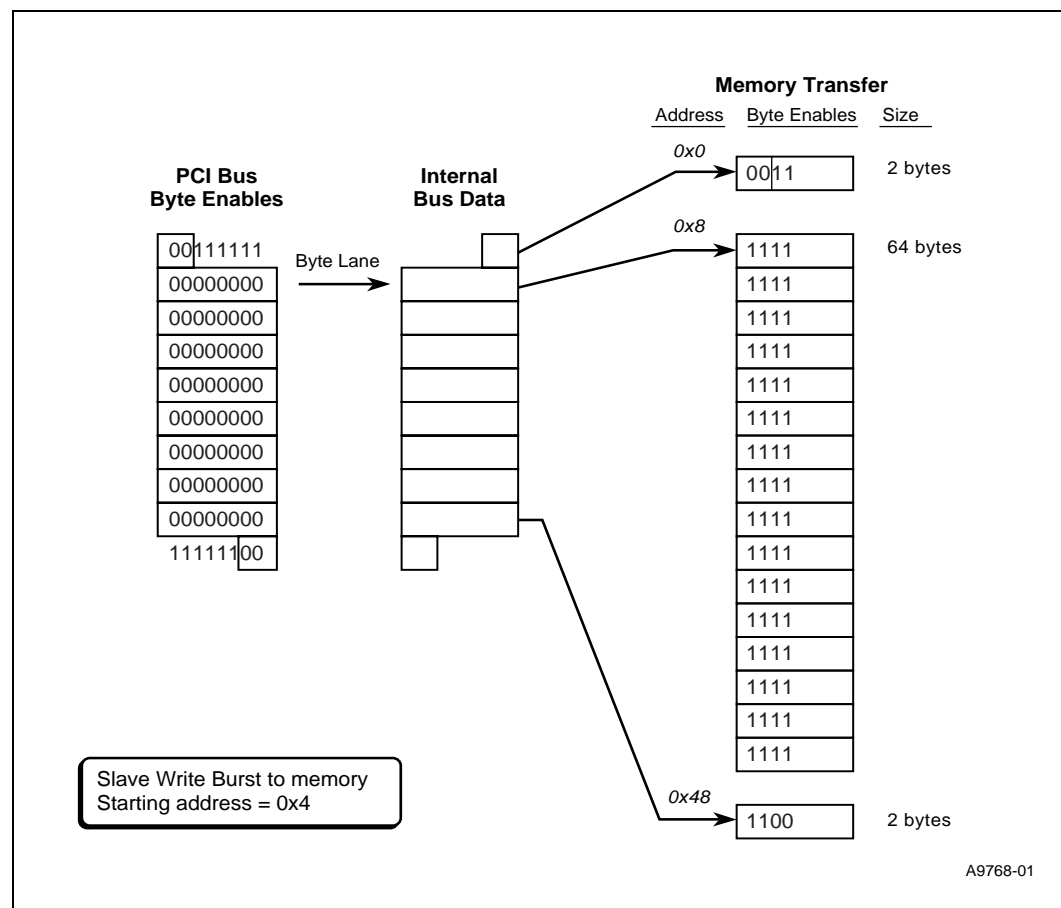 Memory Transfer
Address Byte Enables Size
0x0
0011 2 bytes
PCI Bus
Byte Enables
Internal
Bus Data
0x8
00111111
Byte Lane
1111 64 bytes
00000000
1111
00000000
1111
00000000
1111
00000000
1111
00000000
1111
00000000
1111
00000000
1111
00000000
1111
11111100
1111
1111
1111
1111
1111
1111
1111
Slave Write Burst to memory
Starting address = 0x4
0x48
1100 2 bytes
A9768-01